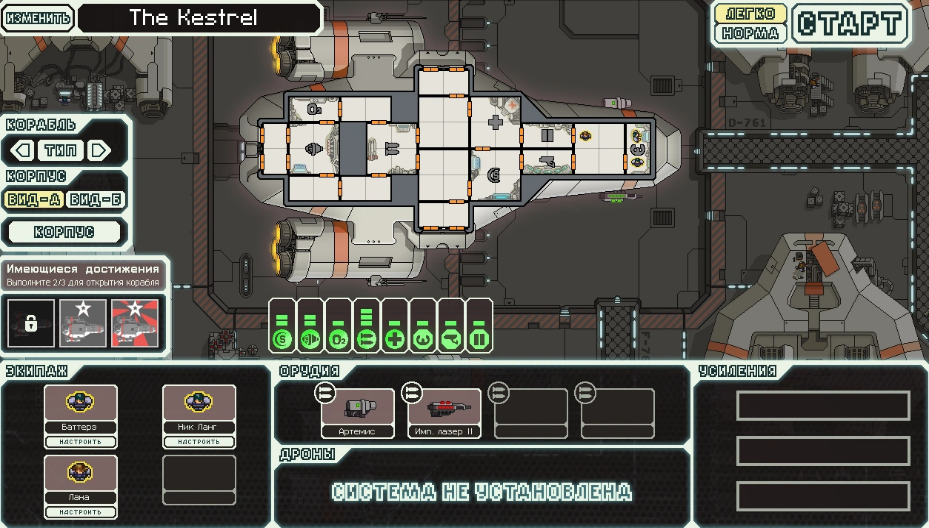 ИЗМЕНИТЬ
The Kestrel
ЛЕГКО
НОРМА
СТАРТ
D-761
КОРАБЛЬ
ТИП
КОРПУС
ВИД-А
ВИД-Б
КОРПУС
Имеющиеся достижения
Выполните 2/3 для открытия корабля
S
O2
ЭКИПАЖ
Баттерз
Ник Ланг
НАСТРОИТЬ
НАСТРОИТЬ
Лана
НАСТРОИТЬ
ОРУДИЯ
Артемис
Имп. лазер II
ДРОНЫ
СИСТЕМА НЕ УСТАНОВЛЕНА
УСИЛЕНИЯ